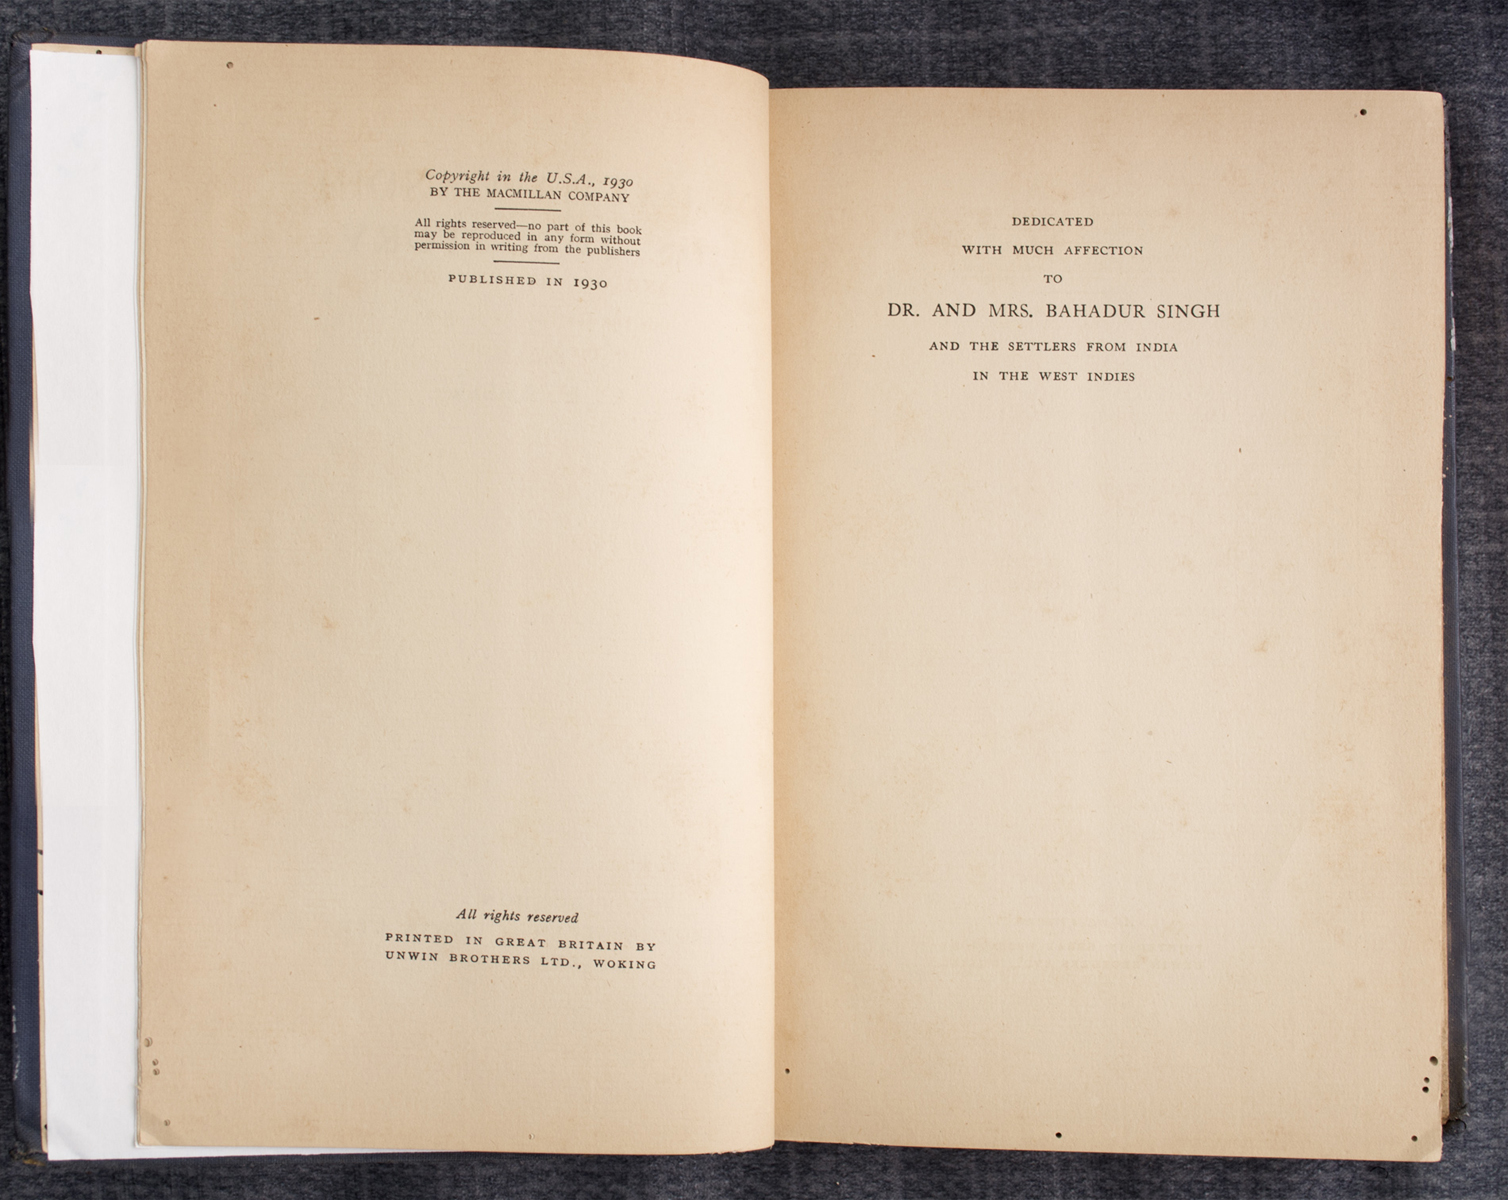 Copyright in the U.S.A., 1930
BY THE MACMILLAN COMPANY
All rights reserved—no part of this book
may be reproduced in any form without
permission in writing from the publishers
PUBLISHED IN 1930
All rights reserved
PRINTED IN GREAT BRITAIN BY
UNWIN BROTHERS LTD., WOKING
DEDICATED
WITH MUCH AFFECTION
TO
DR. AND MRS. BAHADUR SINGH
AND THE SETTLERS FROM INDIA
IN THE WEST INDIES